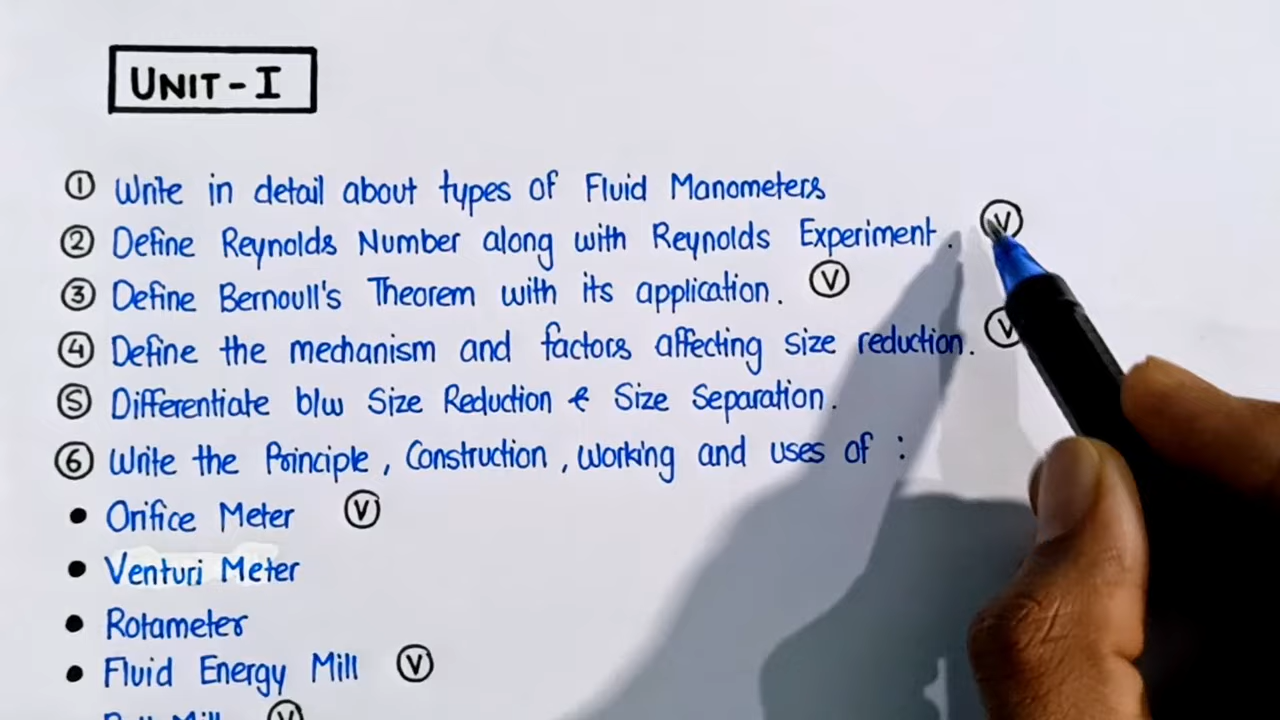 UNIT - I
① Write in detail about types of Fluid Manometers
② Define Reynolds Number along with Reynolds Experiment. Ⓥ
③ Define Bernoull's Theorem with its application. Ⓥ
④ Define the mechanism and factors affecting size reduction. Ⓥ
⑤ Differentiate b/w Size Reduction & Size Separation.
⑥ Write the Principle, Construction, Working and uses of :
• Orifice Meter Ⓥ
• Venturi Meter
• Rotameter
• Fluid Energy Mill Ⓥ
Ⓥ